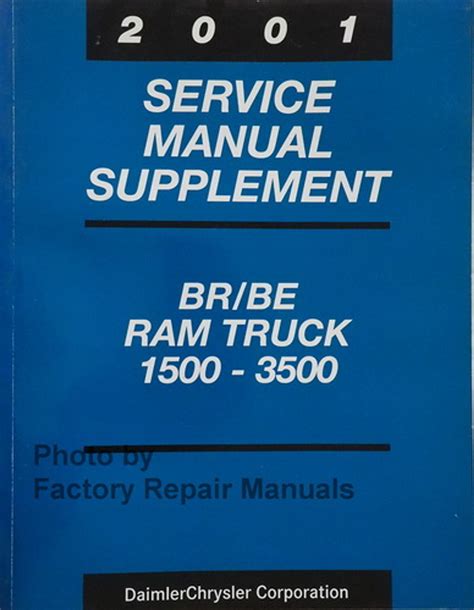 2001
SERVICE
MANUAL
SUPPLEMENT
BR/BE
RAM TRUCK
1500 - 3500
Photo by
Factory Repair Manuals
DaimlerChrysler Corporation